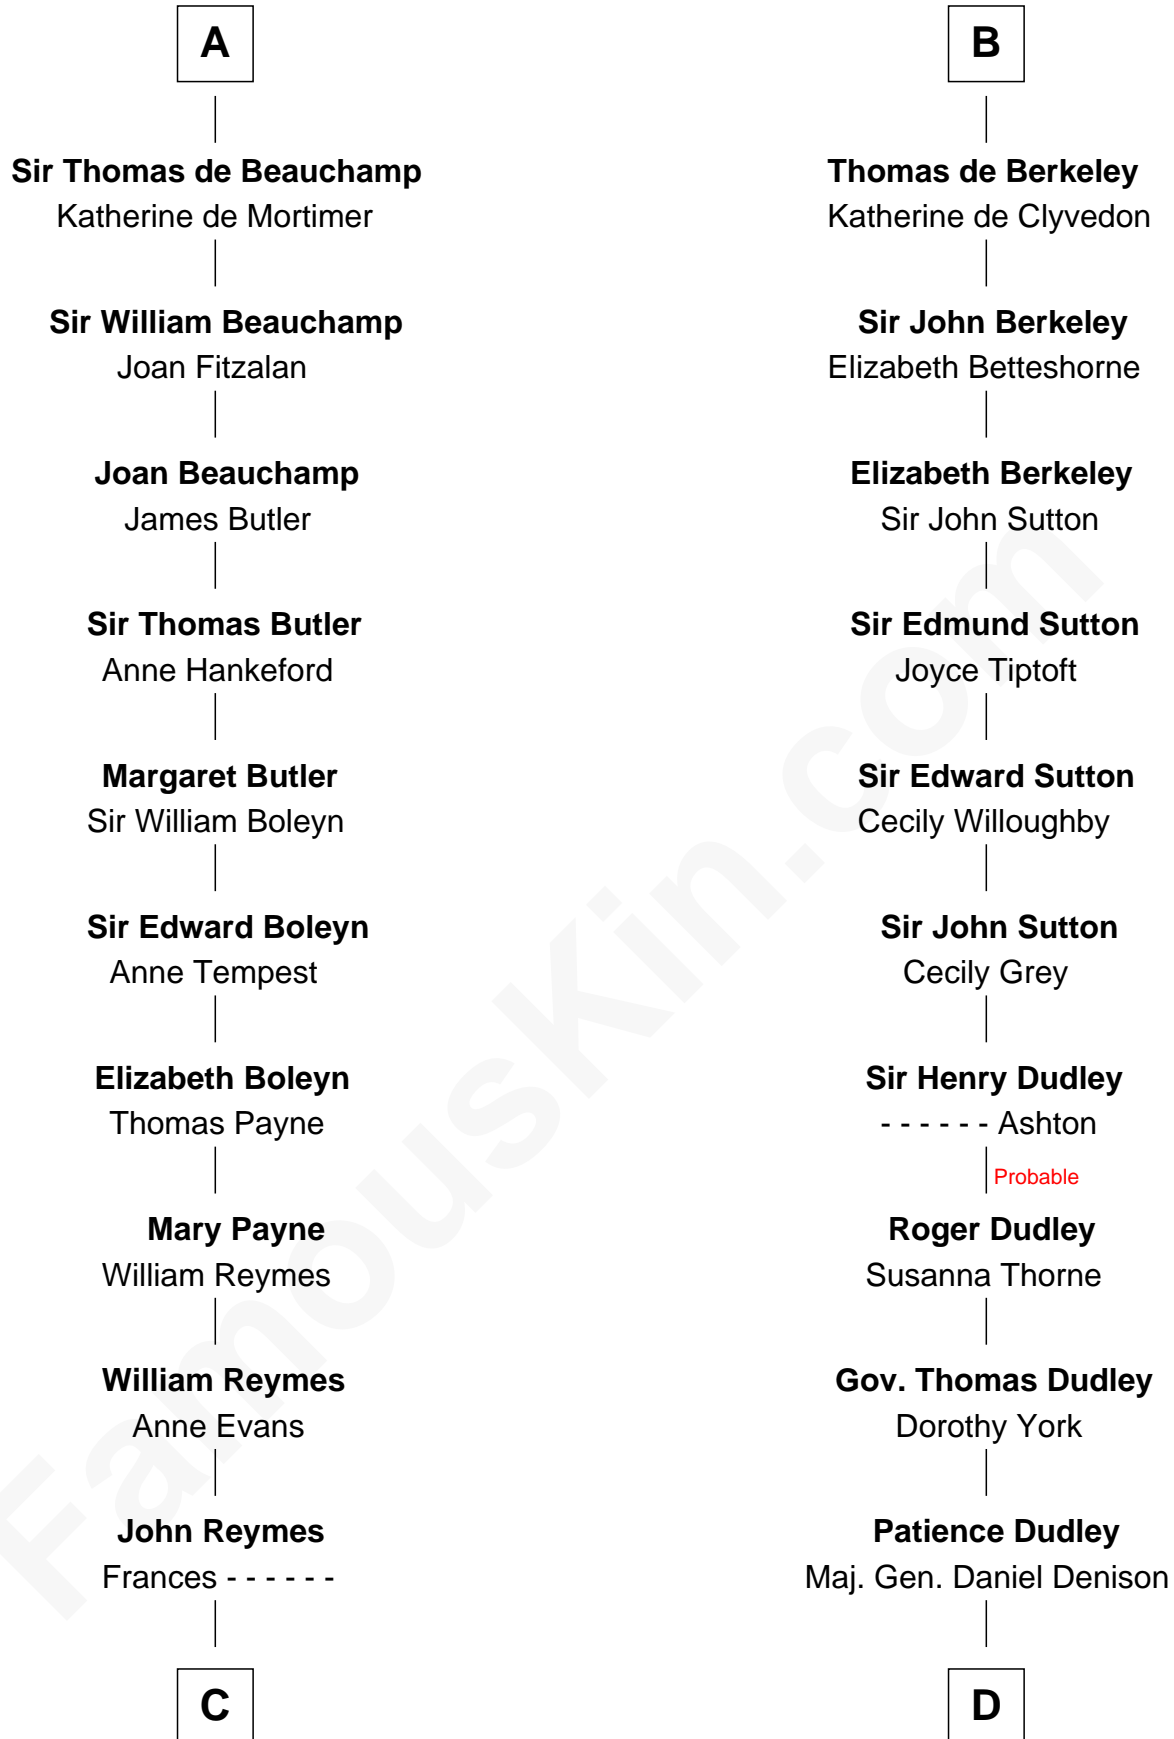 A
Sir Thomas de Beauchamp
Katherine de Mortimer
Sir William Beauchamp
Joan Fitzalan
Joan Beauchamp
James Butler
Sir Thomas Butler
Anne Hankeford
Margaret Butler
Sir William Boleyn
Sir Edward Boleyn
Anne Tempest
Elizabeth Boleyn
Thomas Payne
Mary Payne
William Reymes
William Reymes
Anne Evans
John Reymes
Frances - - - - - -
C
B
Thomas de Berkeley
Katherine de Clyvedon
Sir John Berkeley
Elizabeth Betteshorne
Elizabeth Berkeley
Sir John Sutton
Sir Edmund Sutton
Joyce Tiptoft
Sir Edward Sutton
Cecily Willoughby
Sir John Sutton
Cecily Grey
Sir Henry Dudley
- - - - - - Ashton
Probable
Roger Dudley
Susanna Thorne
Gov. Thomas Dudley
Dorothy York
Patience Dudley
Maj. Gen. Daniel Denison
D
FamousKin.com